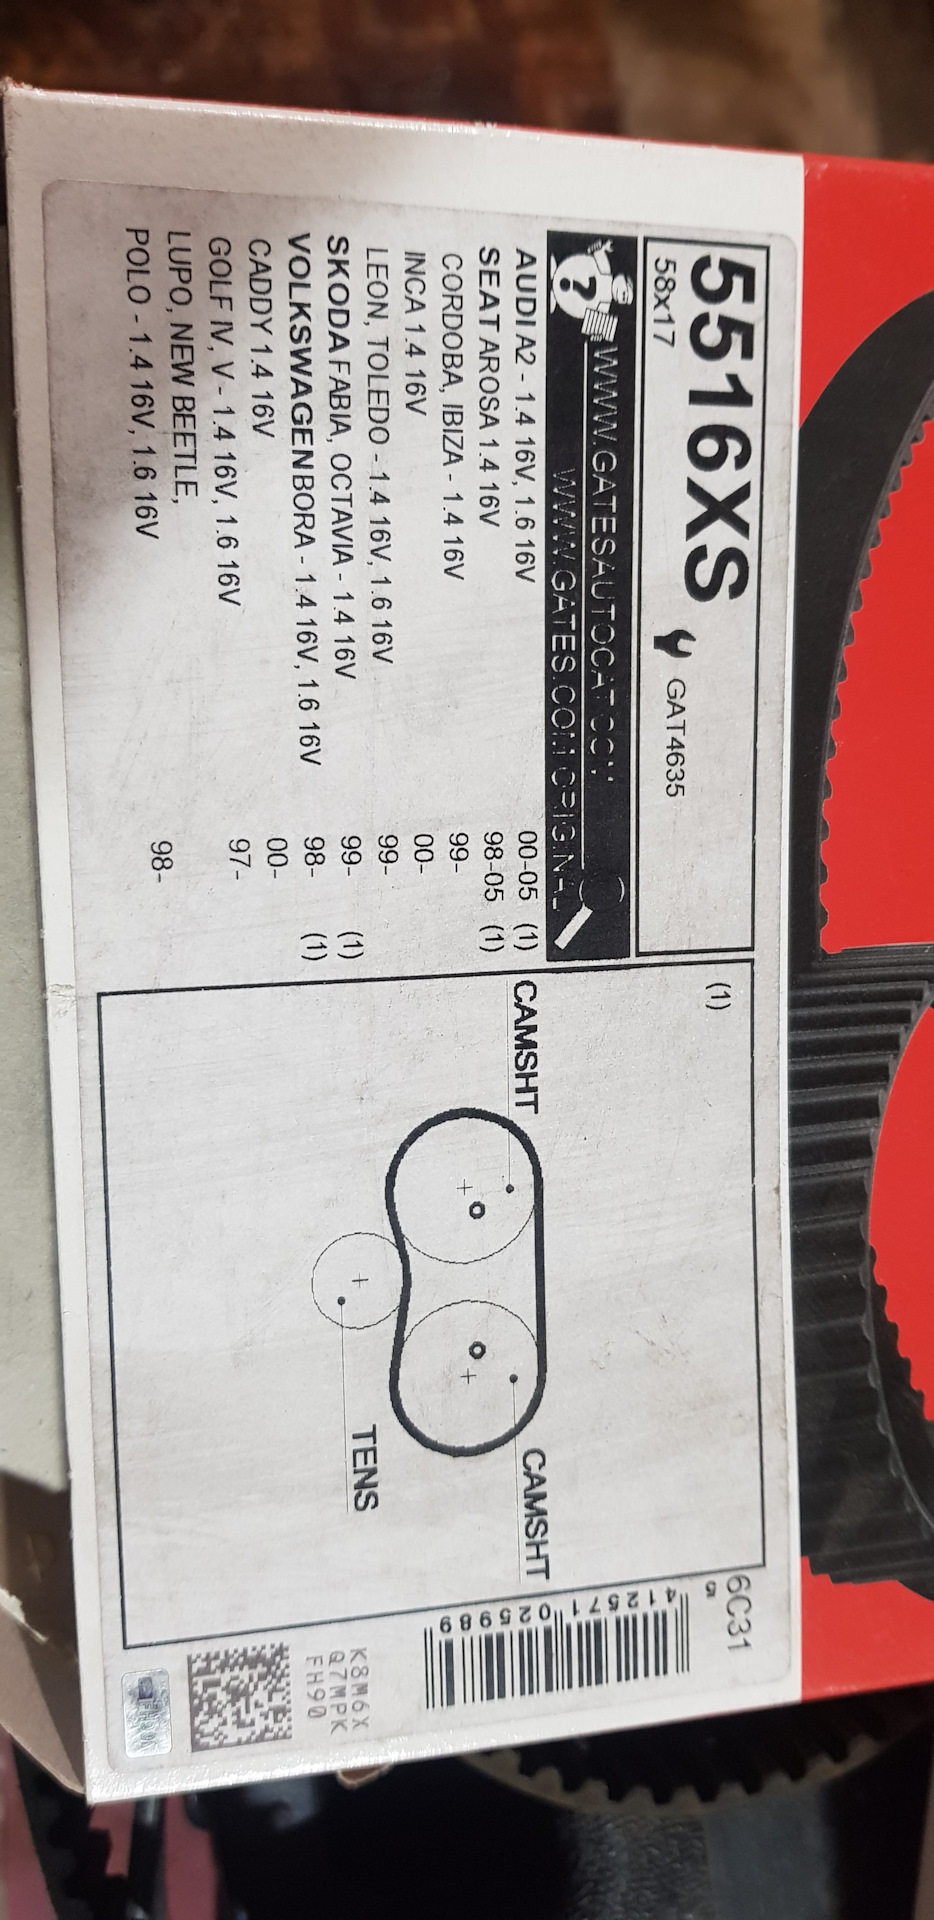 5516XS
58x17
GAT4635
?
WWW.GATESAUTOCAT.COM
WWW.GATES.COM ORIGINAL
AUDI A2 - 1.4 16V, 1.6 16V 00-05 (1)
SEAT AROSA 1.4 16V 98-05 (1)
CORDOBA, IBIZA - 1.4 16V 99-
INCA 1.4 16V 00-
LEON, TOLEDO - 1.4 16V, 1.6 16V 99-
SKODA FABIA, OCTAVIA - 1.4 16V 99- (1)
VOLKSWAGEN BORA - 1.4 16V, 1.6 16V 98- (1)
CADDY 1.4 16V 00-
GOLF IV, V - 1.4 16V, 1.6 16V 97-
LUPO, NEW BEETLE,
POLO - 1.4 16V, 1.6 16V 98-
(1)
CAMSHT
CAMSHT
TENS
6C31
5 412571 025989
K8M6X
Q7MPK
FH90